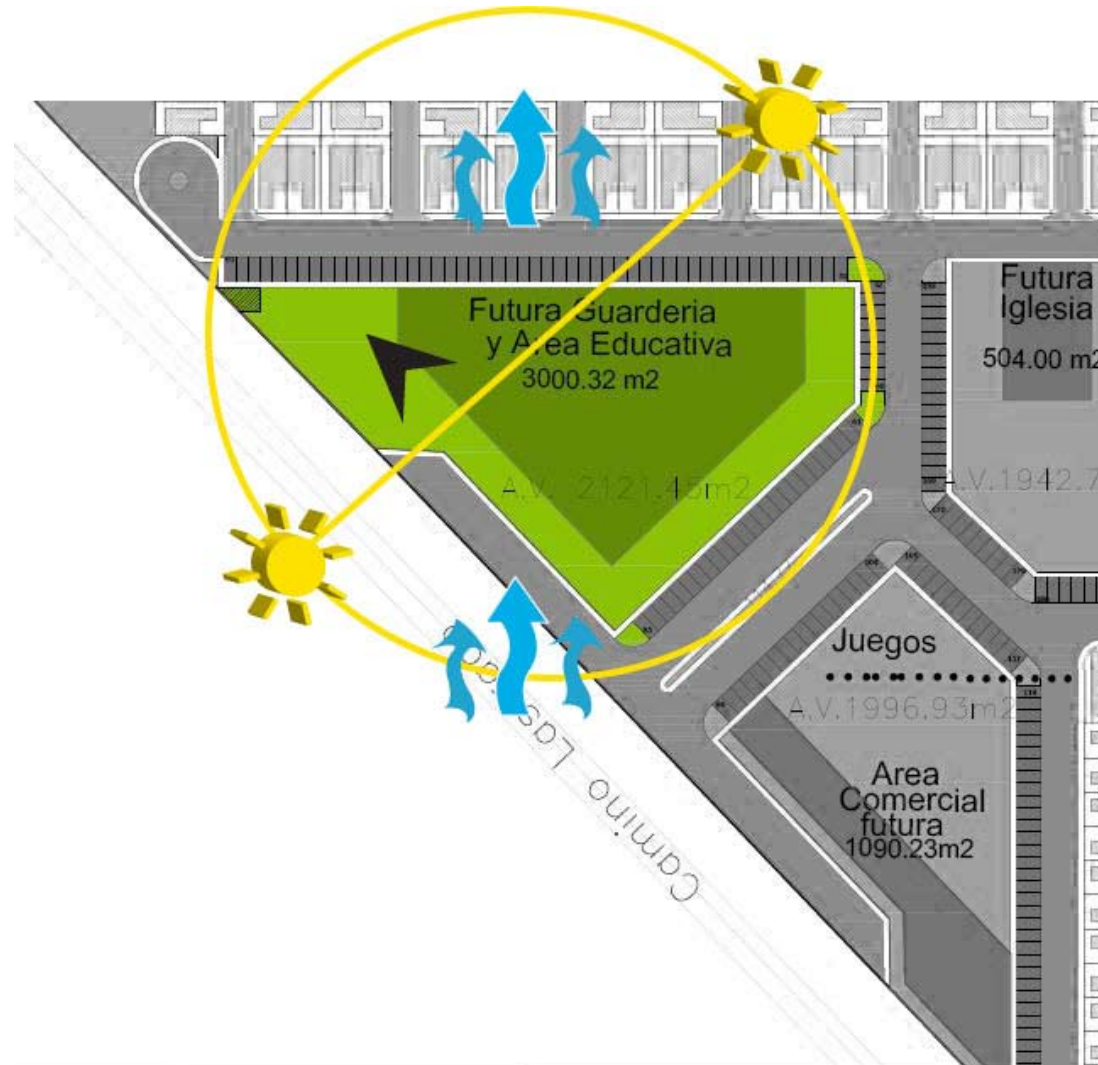 Futura Guarderia
y Area Educativa
3000.32 m2
A.V. 2121.45m2
Futura
Iglesia
504.00 m2
A.V.1942.7
Juegos
A.V.1996.93m2
Area
Comercial
futura
1090.23m2
Camino Las